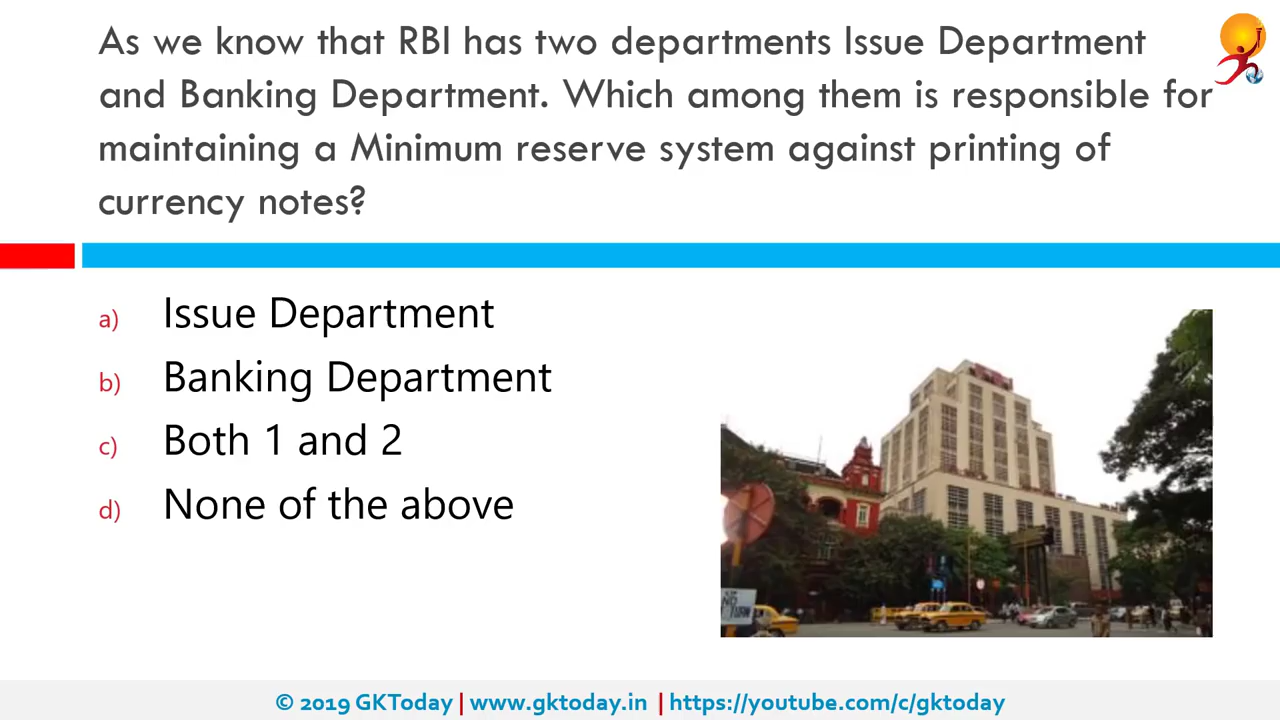 As we know that RBI has two departments Issue Department
and Banking Department. Which among them is responsible for
maintaining a Minimum reserve system against printing of
currency notes?
a) Issue Department
b) Banking Department
c) Both 1 and 2
d) None of the above
© 2019 GKToday | www.gktoday.in | https://youtube.com/c/gktoday